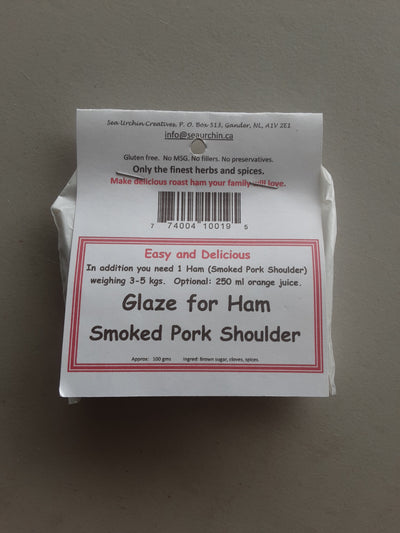 Sea Urchin Creatives, P. O. Box 513, Gander, NL, A1V 2E1
info@seaurchin.ca
Gluten free. No MSG. No fillers. No preservatives.
Only the finest herbs and spices.
Make delicious roast ham your family will love.
7 74004 10019 5
Easy and Delicious
In addition you need 1 Ham (Smoked Pork Shoulder)
weighing 3-5 kgs. Optional: 250 ml orange juice.
Glaze for Ham
Smoked Pork Shoulder
Approx: 100 gms Ingred: Brown sugar, cloves, spices.